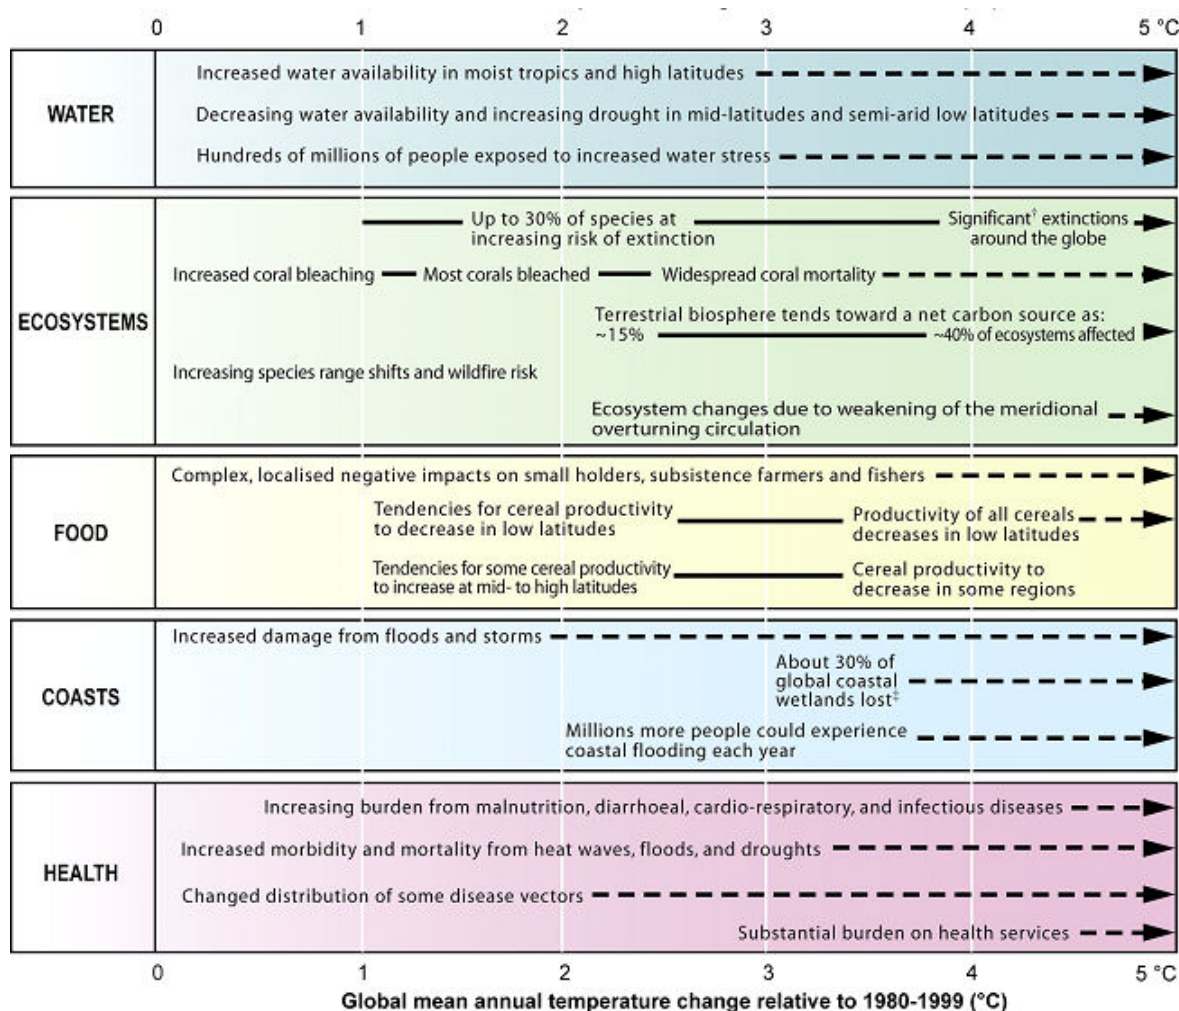 0 1 2 3 4 5 °C
WATER
Increased water availability in moist tropics and high latitudes
Decreasing water availability and increasing drought in mid-latitudes and semi-arid low latitudes
Hundreds of millions of people exposed to increased water stress
ECOSYSTEMS
Up to 30% of species at
increasing risk of extinction
Significant† extinctions
around the globe
Increased coral bleaching
Most corals bleached
Widespread coral mortality
Terrestrial biosphere tends toward a net carbon source as:
~15%
~40% of ecosystems affected
Increasing species range shifts and wildfire risk
Ecosystem changes due to weakening of the meridional
overturning circulation
FOOD
Complex, localised negative impacts on small holders, subsistence farmers and fishers
Tendencies for cereal productivity
to decrease in low latitudes
Productivity of all cereals
decreases in low latitudes
Tendencies for some cereal productivity
to increase at mid- to high latitudes
Cereal productivity to
decrease in some regions
COASTS
Increased damage from floods and storms
About 30% of
global coastal
wetlands lost‡
Millions more people could experience
coastal flooding each year
HEALTH
Increasing burden from malnutrition, diarrhoeal, cardio-respiratory, and infectious diseases
Increased morbidity and mortality from heat waves, floods, and droughts
Changed distribution of some disease vectors
Substantial burden on health services
0 1 2 3 4 5 °C
Global mean annual temperature change relative to 1980-1999 (°C)